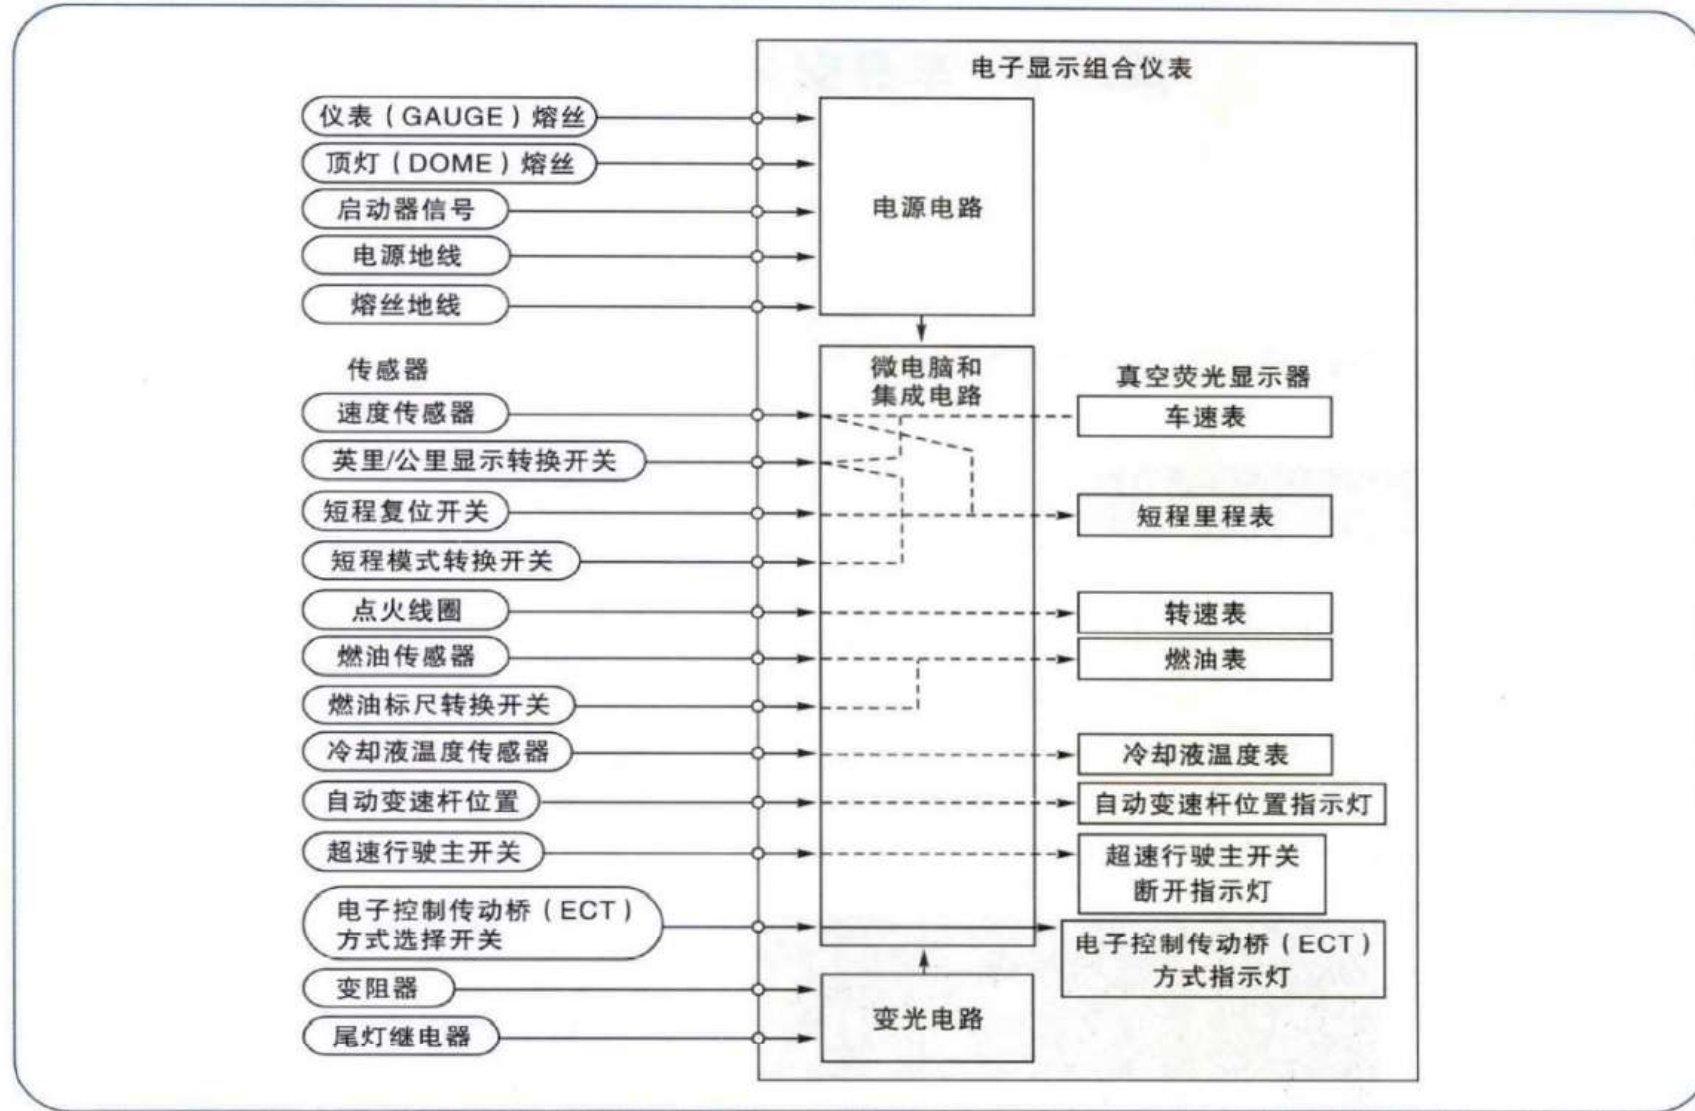 电子显示组合仪表
仪表（GAUGE）熔丝
顶灯（DOME）熔丝
启动器信号
电源地线
熔丝地线
电源电路
传感器
速度传感器
英里/公里显示转换开关
短程复位开关
短程模式转换开关
点火线圈
燃油传感器
燃油标尺转换开关
冷却液温度传感器
自动变速杆位置
超速行驶主开关
电子控制传动桥（ECT）
方式选择开关
变阻器
尾灯继电器
微电脑和
集成电路
变光电路
真空荧光显示器
车速表
短程里程表
转速表
燃油表
冷却液温度表
自动变速杆位置指示灯
超速行驶主开关
断开指示灯
电子控制传动桥（ECT）
方式指示灯